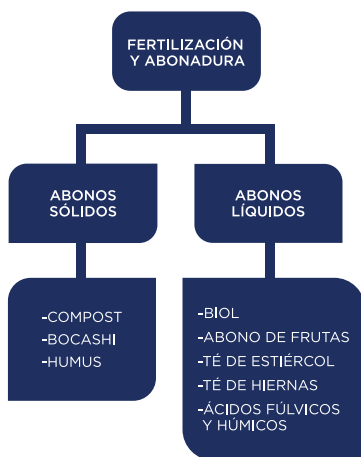 FERTILIZACIÓN
Y ABONADURA
ABONOS
SÓLIDOS
ABONOS
LÍQUIDOS
-COMPOST
-BOCASHI
-HUMUS
-BIOL
-ABONO DE FRUTAS
-TÉ DE ESTIÉRCOL
-TÉ DE HIERNAS
-ÁCIDOS FÚLVICOS
Y HÚMICOS